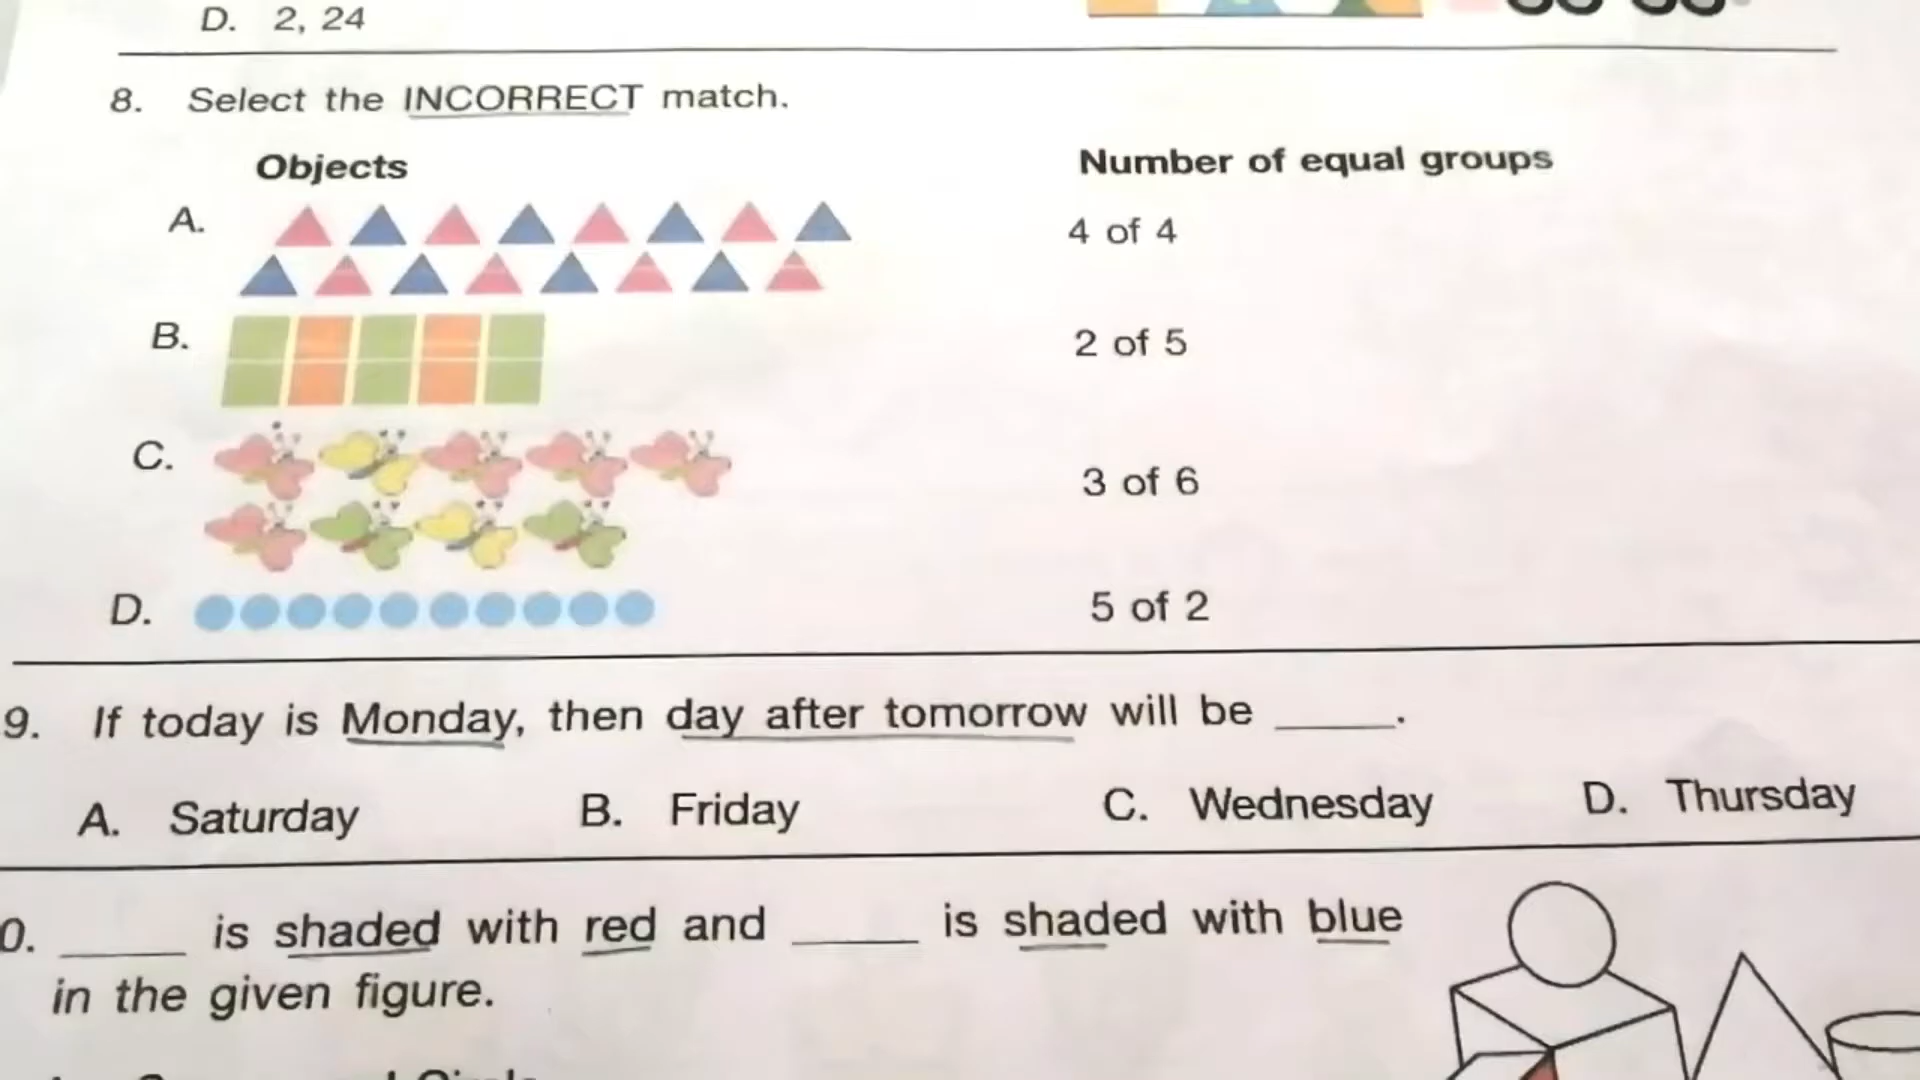 D. 2, 24
8. Select the INCORRECT match.
Objects Number of equal groups
A. 4 of 4
B. 2 of 5
C. 3 of 6
D. 5 of 2
9. If today is Monday, then day after tomorrow will be _____.
A. Saturday B. Friday C. Wednesday D. Thursday
0. _____ is shaded with red and _____ is shaded with blue
in the given figure.